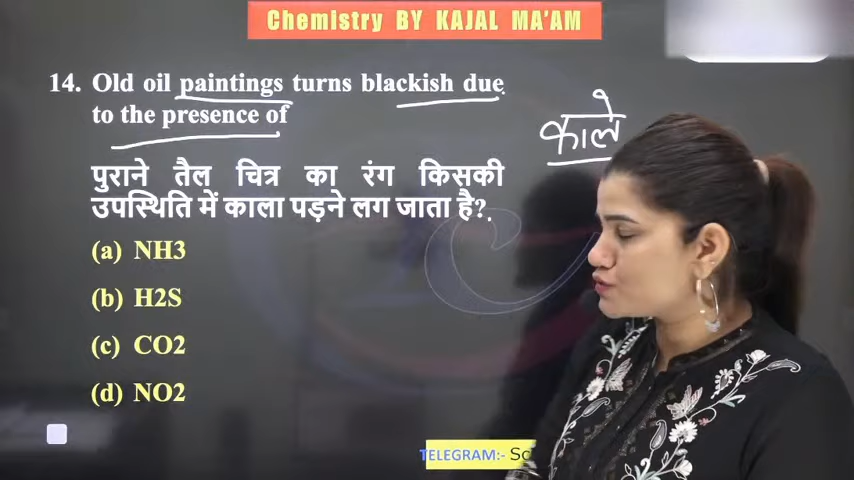 Chemistry BY KAJAL MA'AM
14. Old oil paintings turns blackish due
to the presence of
काले
पुराने तैल चित्र का रंग किसकी
उपस्थिति में काला पड़ने लग जाता है?
(a) NH3
(b) H2S
(c) CO2
(d) NO2
TELEGRAM:- Sc